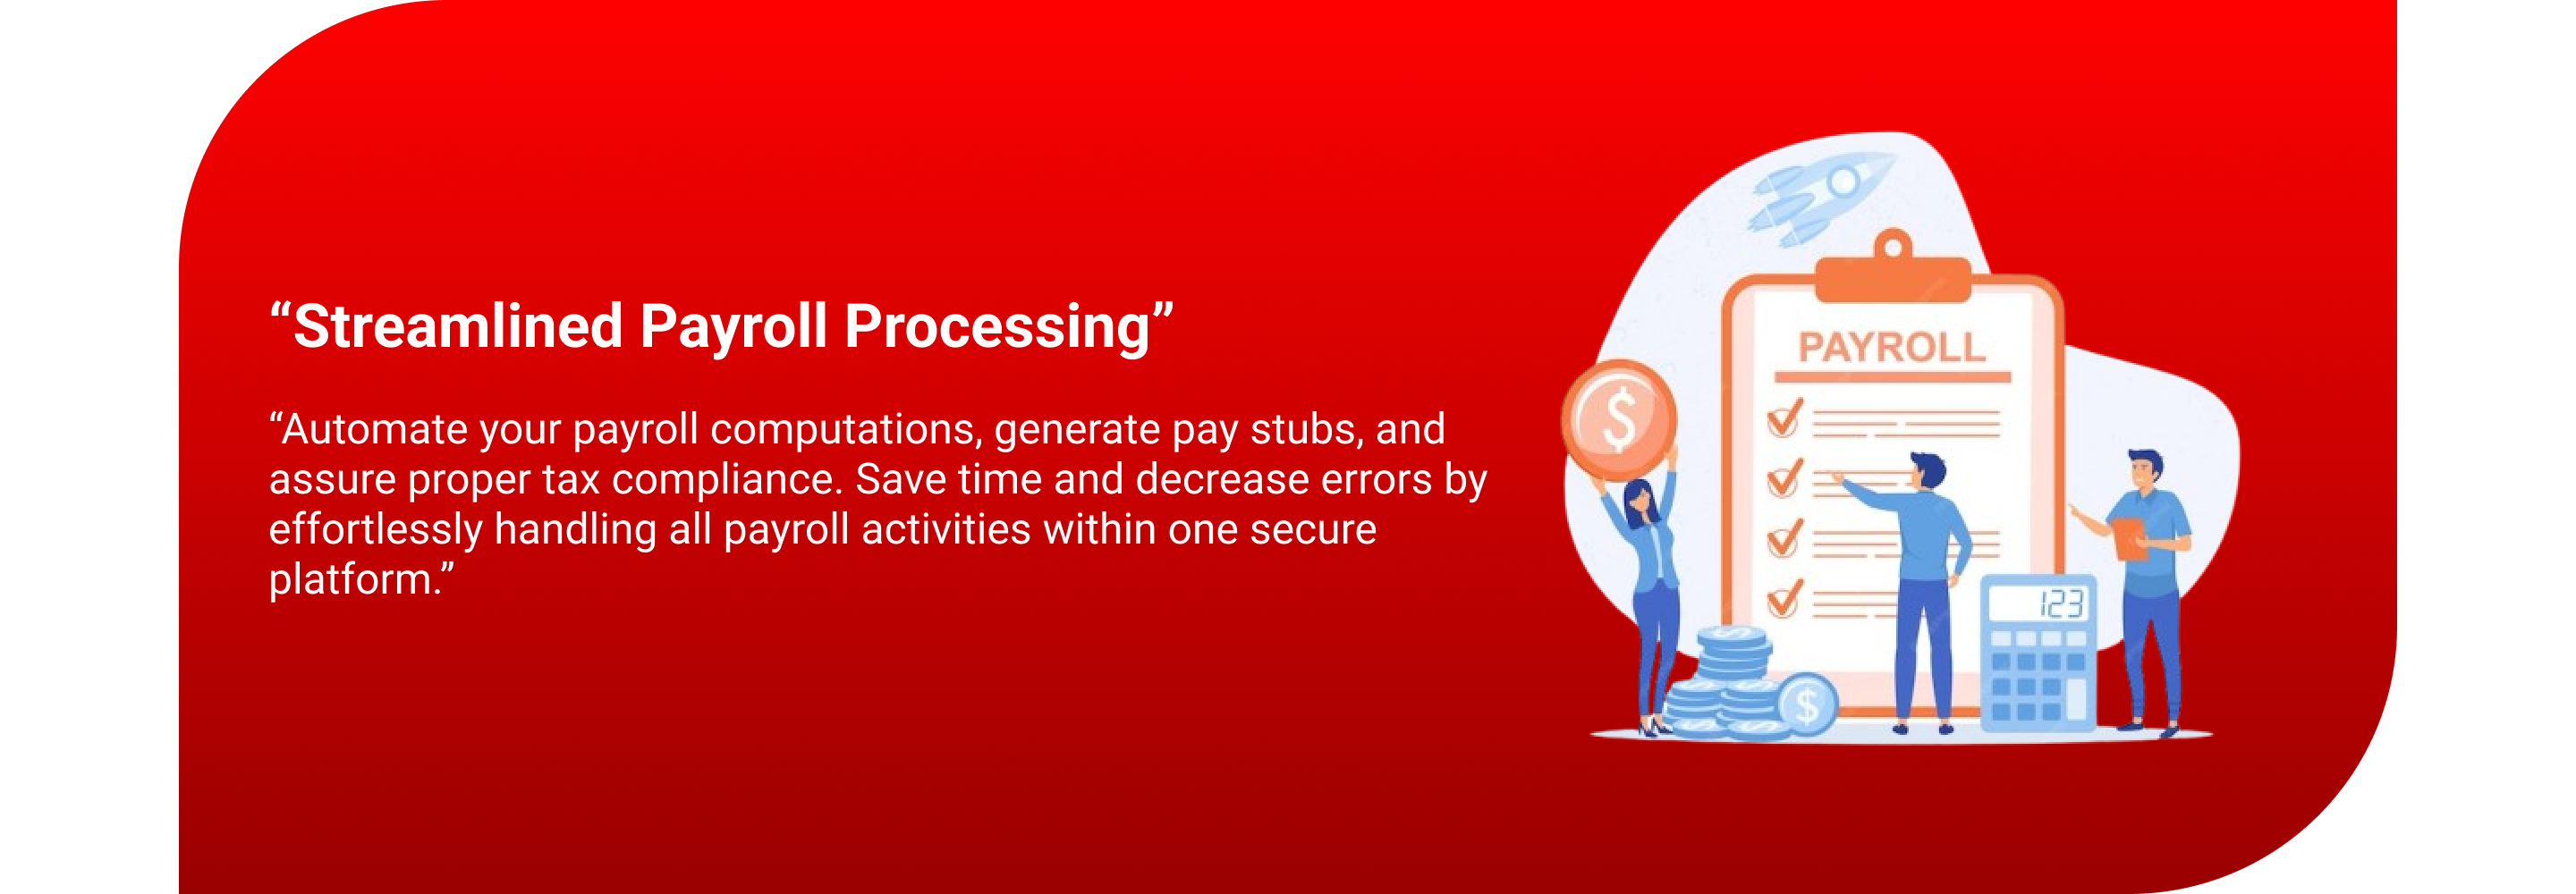 “Streamlined Payroll Processing”
“Automate your payroll computations, generate pay stubs, and
assure proper tax compliance. Save time and decrease errors by
effortlessly handling all payroll activities within one secure
platform.”
PAYROLL
$
123
$